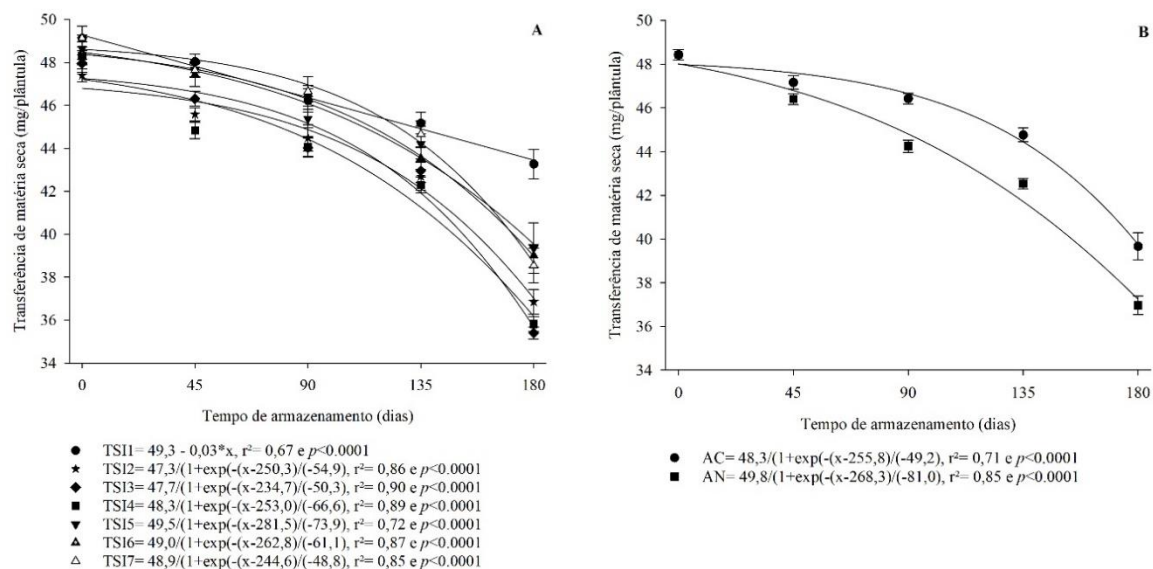 A
Transferência de matéria seca (mg/plântula)
50
48
46
44
42
40
38
36
34
0 45 90 135 180
Tempo de armazenamento (dias)
TSI1= 49,3 - 0,03*x, r²= 0,67 e p<0.0001
TSI2= 47,3/(1+exp(-(x-250,3)/(-54,9), r²= 0,86 e p<0.0001
TSI3= 47,7/(1+exp(-(x-234,7)/(-50,3), r²= 0,90 e p<0.0001
TSI4= 48,3/(1+exp(-(x-253,0)/(-66,6), r²= 0,89 e p<0.0001
TSI5= 49,5/(1+exp(-(x-281,5)/(-73,9), r²= 0,72 e p<0.0001
TSI6= 49,0/(1+exp(-(x-262,8)/(-61,1), r²= 0,87 e p<0.0001
TSI7= 48,9/(1+exp(-(x-244,6)/(-48,8), r²= 0,85 e p<0.0001
B
Transferência de matéria seca (mg/plântula)
50
48
46
44
42
40
38
36
34
0 45 90 135 180
Tempo de armazenamento (dias)
AC= 48,3/(1+exp(-(x-255,8)/(-49,2), r²= 0,71 e p<0.0001
AN= 49,8/(1+exp(-(x-268,3)/(-81,0), r²= 0,85 e p<0.0001